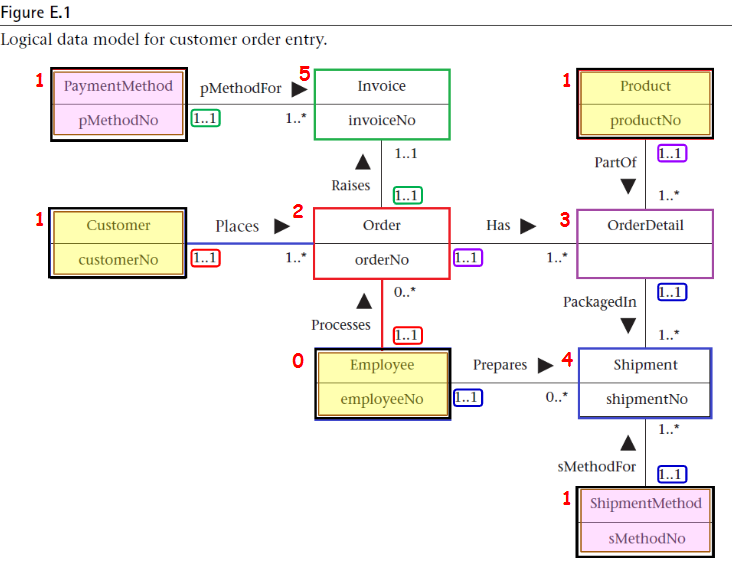 Figure E.1
Logical data model for customer order entry.
1 PaymentMethod pMethodFor 5 Invoice 1 Product
pMethodNo 1..1 1..* invoiceNo productNo
1..1 PartOf 1..1
Raises 1..1 1..*
1 Customer Places 2 Order Has 3 OrderDetail
customerNo 1..1 1..* orderNo 1..1 1..*
0..* PackagedIn 1..1
Processes 1..1 1..*
0 Employee Prepares 4 Shipment
employeeNo 1..1 0..* shipmentNo
1..*
sMethodFor 1..1
1 ShipmentMethod
sMethodNo